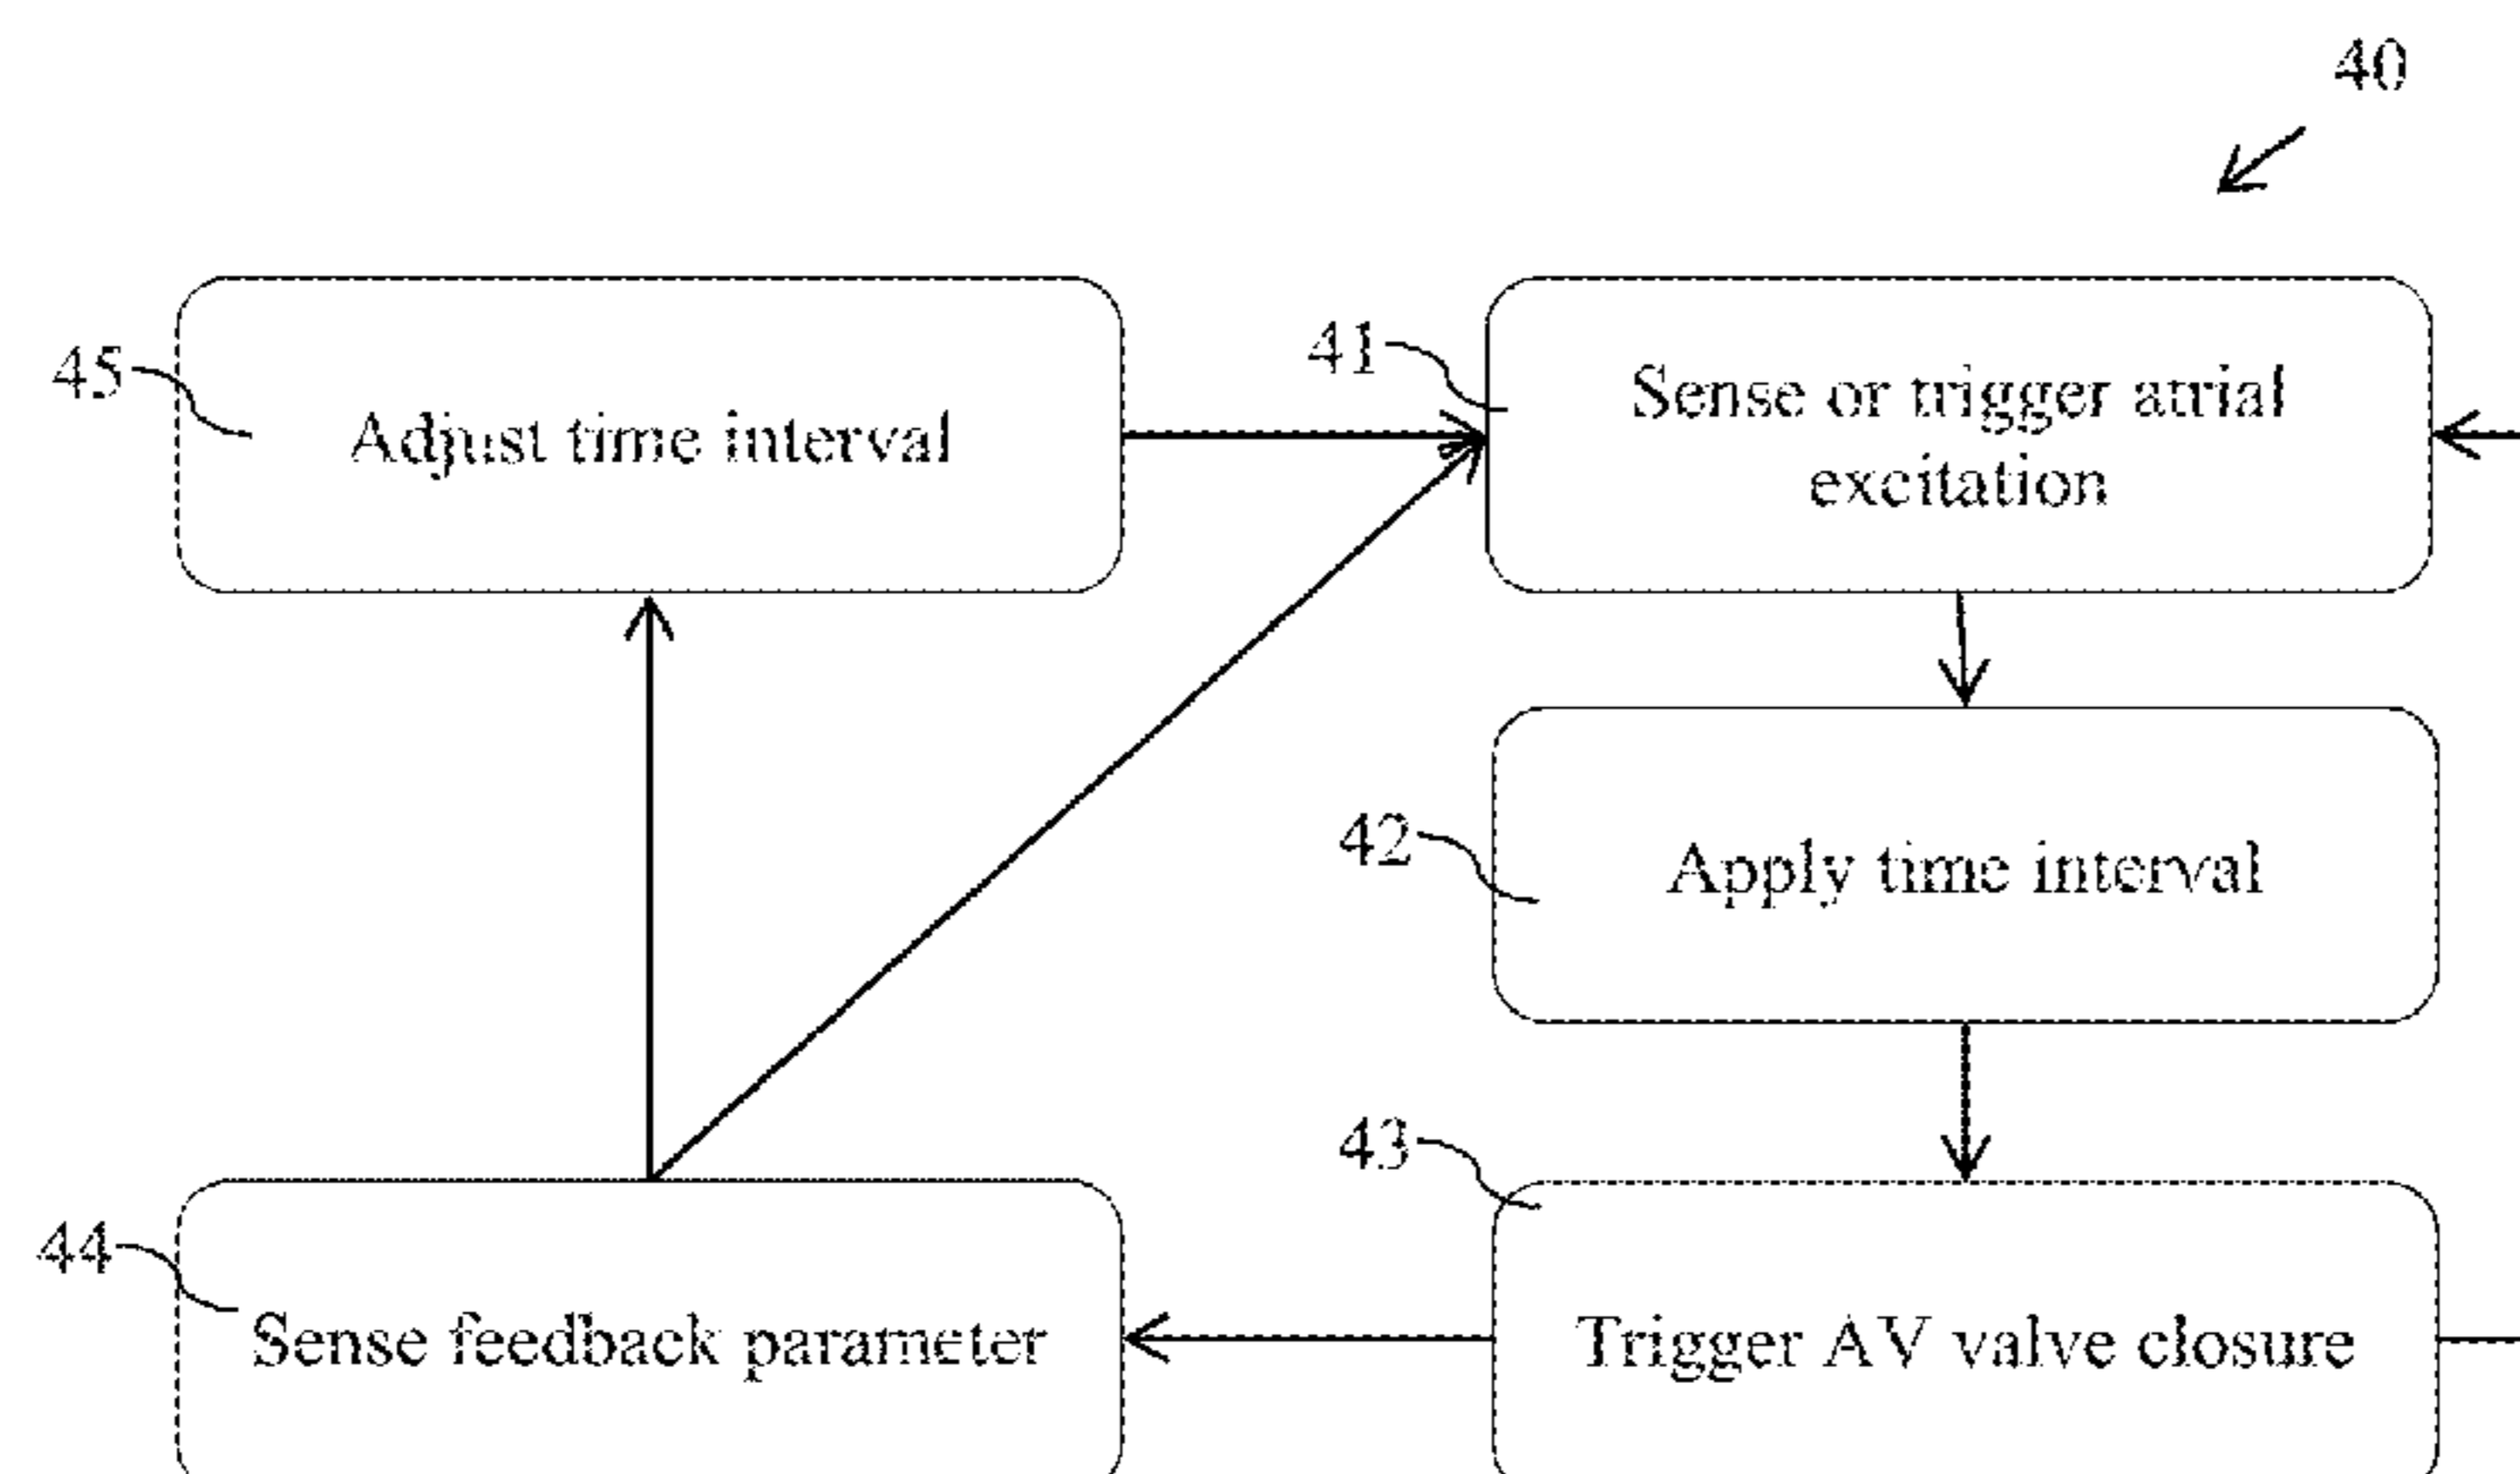 40
45
Adjust time interval
41
Sense or trigger atrial
excitation
42
Apply time interval
43
Trigger AV valve closure
44
Sense feedback parameter